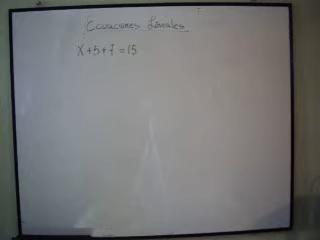 Ecuaciones Lineales
x + 5 + 7 = 15